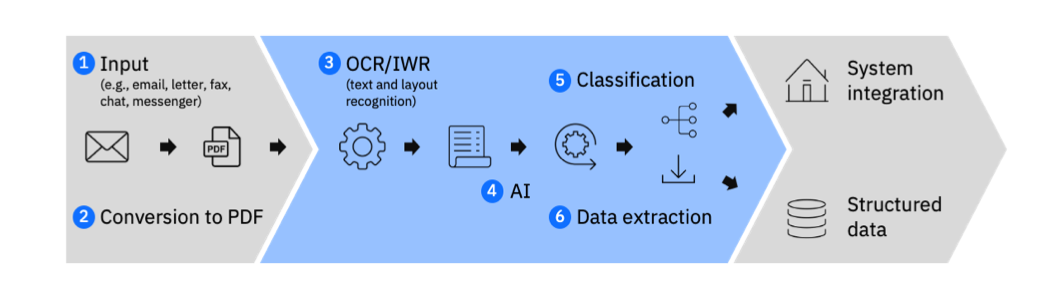 1 Input
(e.g., email, letter, fax,
chat, messenger)
PDF
2 Conversion to PDF
3 OCR/IWR
(text and layout
recognition)
4 AI
5 Classification
6 Data extraction
System
integration
Structured
data